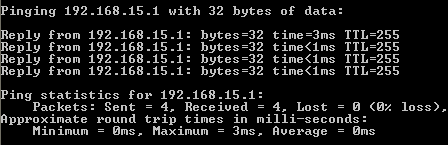 Pinging 192.168.15.1 with 32 bytes of data:
Reply from 192.168.15.1: bytes=32 time=3ms TTL=255
Reply from 192.168.15.1: bytes=32 time<1ms TTL=255
Reply from 192.168.15.1: bytes=32 time<1ms TTL=255
Reply from 192.168.15.1: bytes=32 time<1ms TTL=255
Ping statistics for 192.168.15.1:
Packets: Sent = 4, Received = 4, Lost = 0 (0% loss),
Approximate round trip times in milli-seconds:
Minimum = 0ms, Maximum = 3ms, Average = 0ms